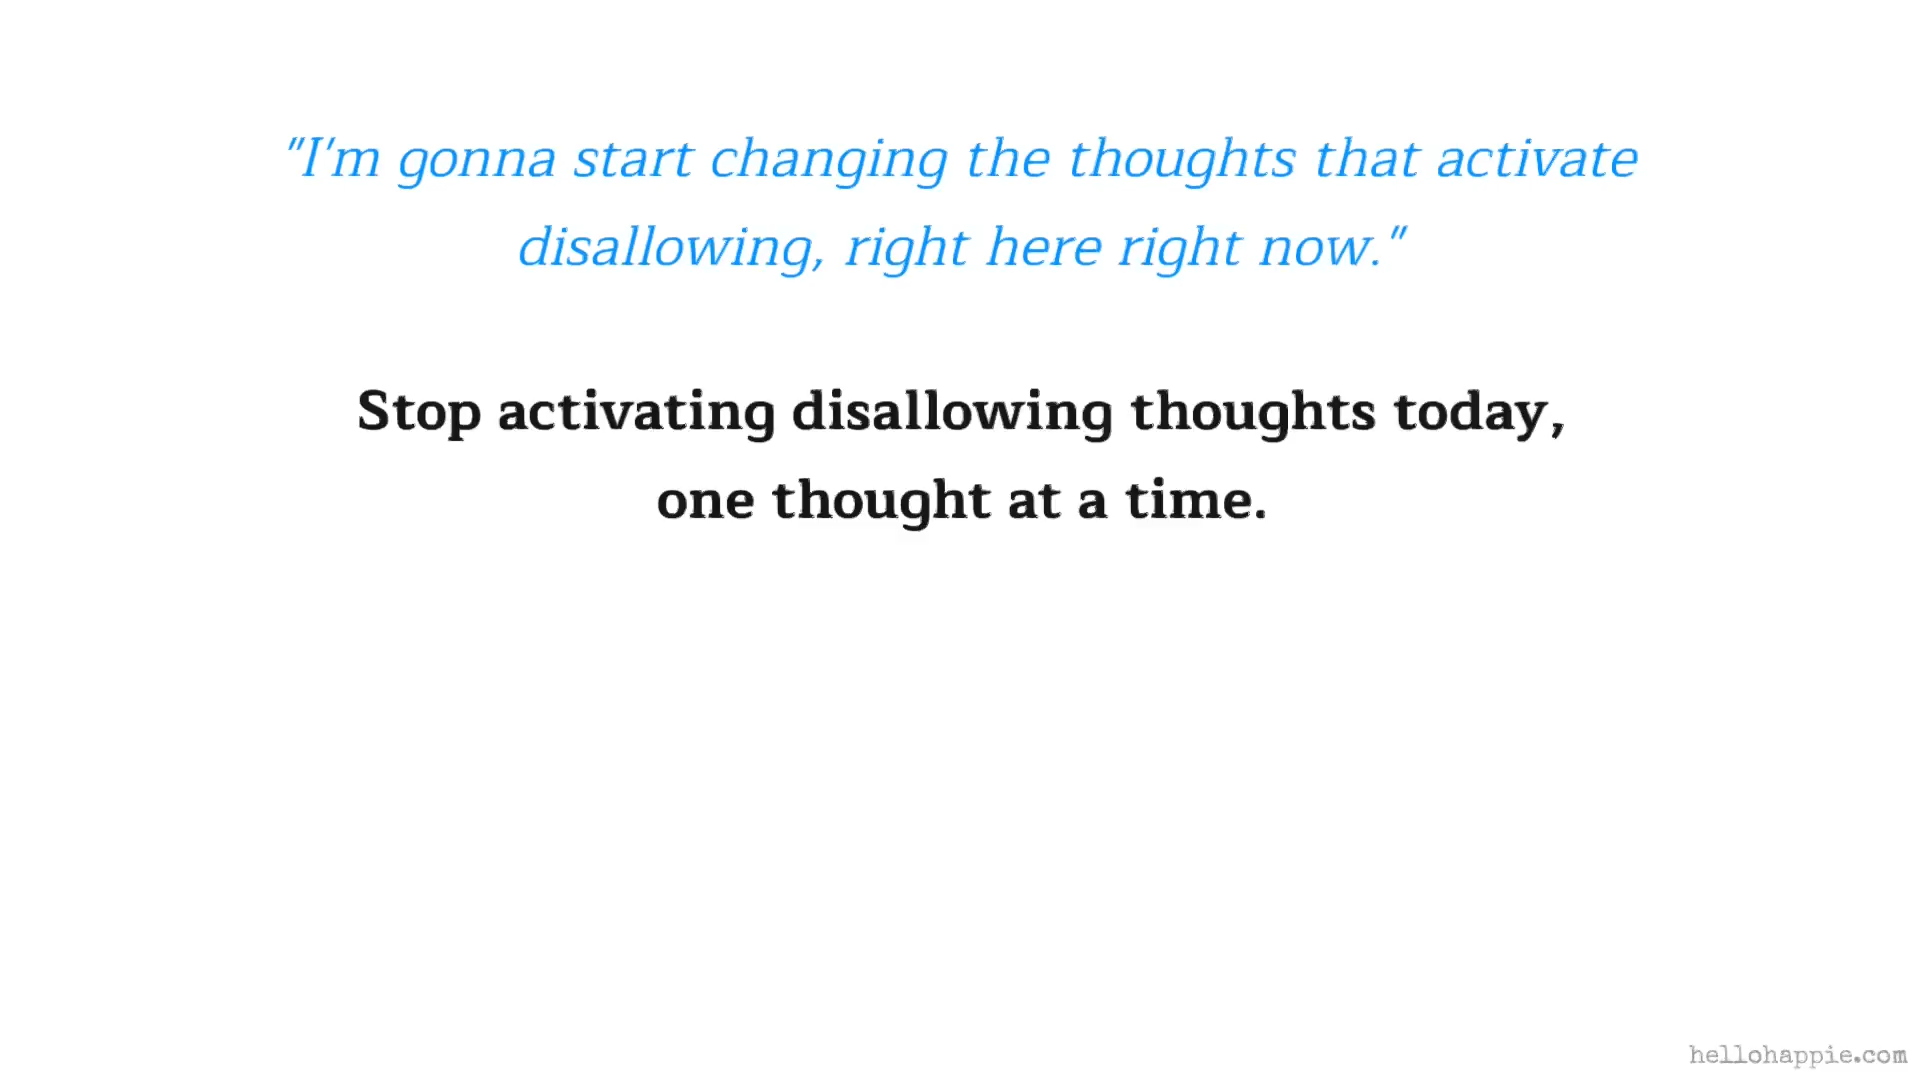 "I'm gonna start changing the thoughts that activate
disallowing, right here right now."
Stop activating disallowing thoughts today,
one thought at a time.
hellohappie.com